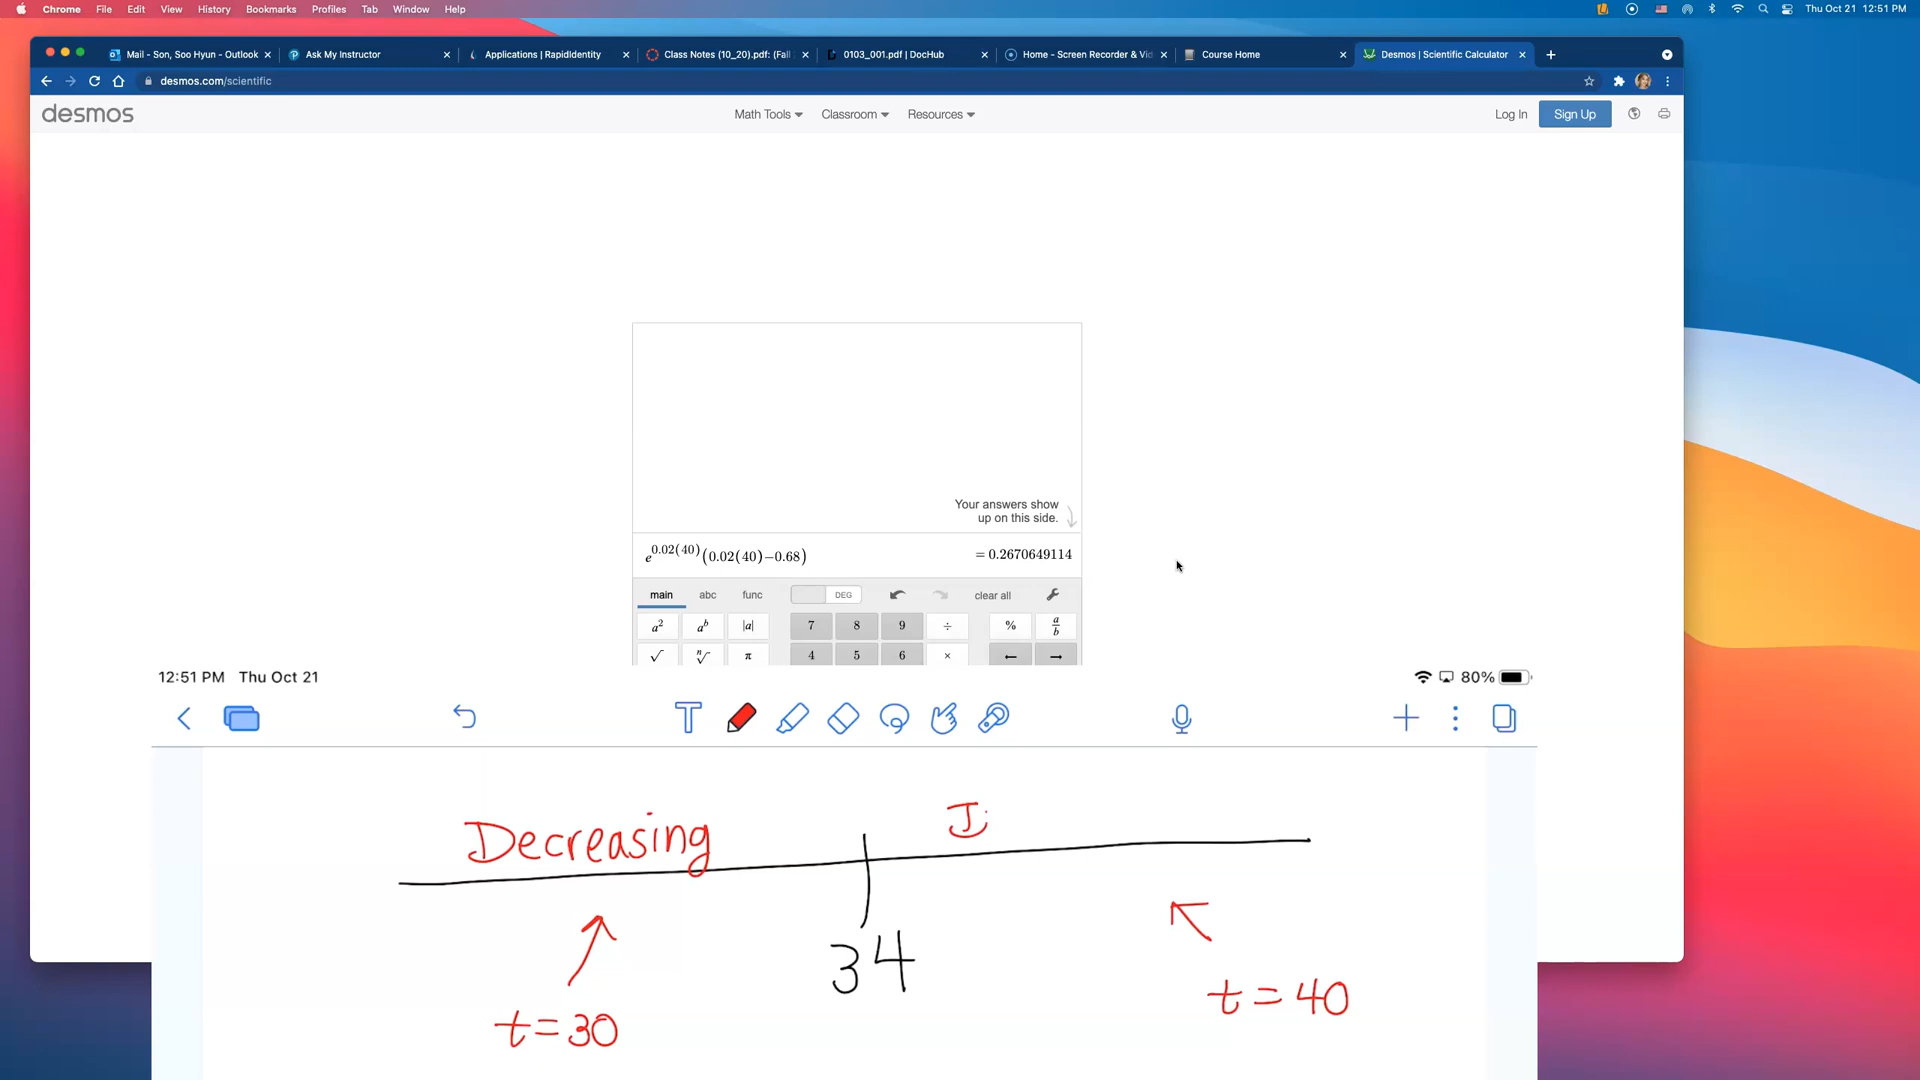 Chrome File Edit View History Bookmarks Profiles Tab Window Help Thu Oct 21 12:51 PM
Mail - Son, Soo Hyun - Outlook Ask My Instructor Applications | RapidIdentity Class Notes (10_20).pdf: (Fall 0103_001.pdf | DocHub Home - Screen Recorder & Vid Course Home Desmos | Scientific Calculator
desmos.com/scientific
desmos Math Tools Classroom Resources Log In Sign Up
Your answers show
up on this side.
e^0.02(40) (0.02(40)−0.68) = 0.2670649114
main abc func DEG clear all
a² aᵇ |a| 7 8 9 ÷ % a/b
√ ⁿ√ π 4 5 6 × ← →
12:51 PM Thu Oct 21 80%
T
Decreasing I
34
t = 30
t = 40